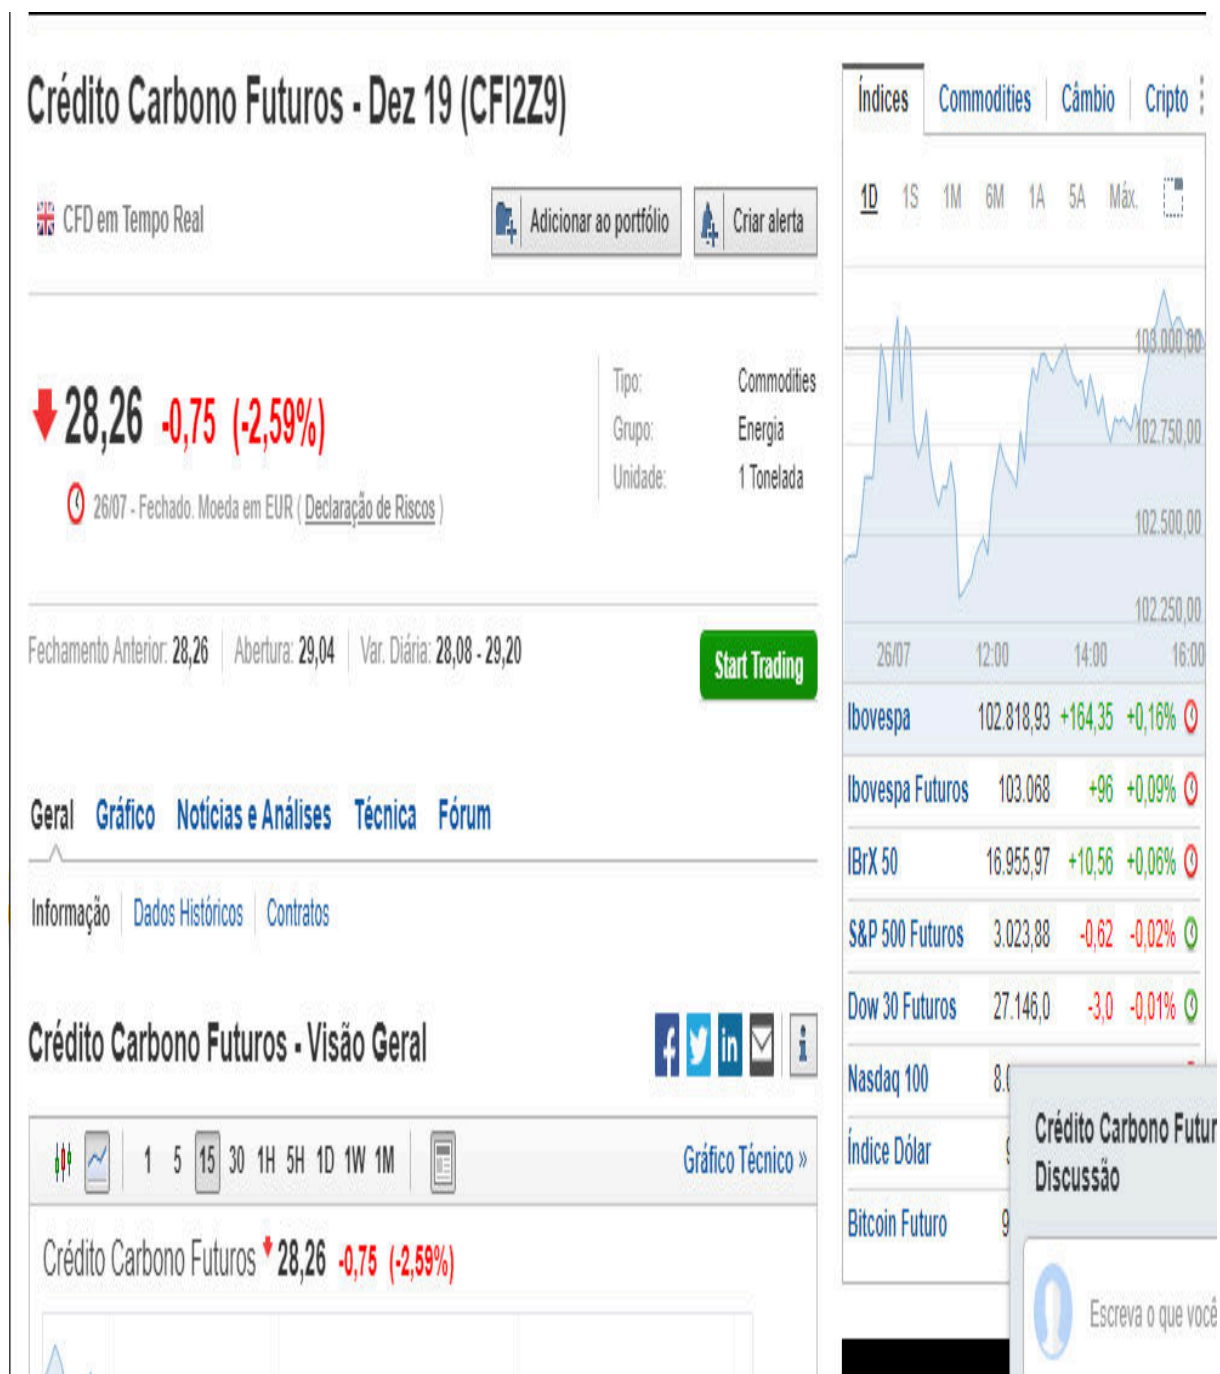 Crédito Carbono Futuros - Dez 19 (CFI2Z9)
CFD em Tempo Real
Adicionar ao portfólio
Criar alerta
28,26 -0,75 (-2,59%)
26/07 - Fechado. Moeda em EUR ( Declaração de Riscos )
Tipo: Commodities
Grupo: Energia
Unidade: 1 Tonelada
Fechamento Anterior: 28,26 Abertura: 29,04 Var. Diária: 28,08 - 29,20
Start Trading
Geral Gráfico Notícias e Análises Técnica Fórum
Informação Dados Históricos Contratos
Crédito Carbono Futuros - Visão Geral
1 5 15 30 1H 5H 1D 1W 1M
Gráfico Técnico »
Crédito Carbono Futuros 28,26 -0,75 (-2,59%)
Índices Commodities Câmbio Cripto
1D 1S 1M 6M 1A 5A Máx.
103.000,00
102.750,00
102.500,00
102.250,00
26/07 12:00 14:00 16:00
Ibovespa 102.818,93 +164,35 +0,16%
Ibovespa Futuros 103.068 +96 +0,09%
IBrX 50 16.955,97 +10,56 +0,06%
S&P 500 Futuros 3.023,88 -0,62 -0,02%
Dow 30 Futuros 27.146,0 -3,0 -0,01%
Nasdaq 100
Índice Dólar
Bitcoin Futuro
Crédito Carbono Futur
Discussão
Escreva o que você